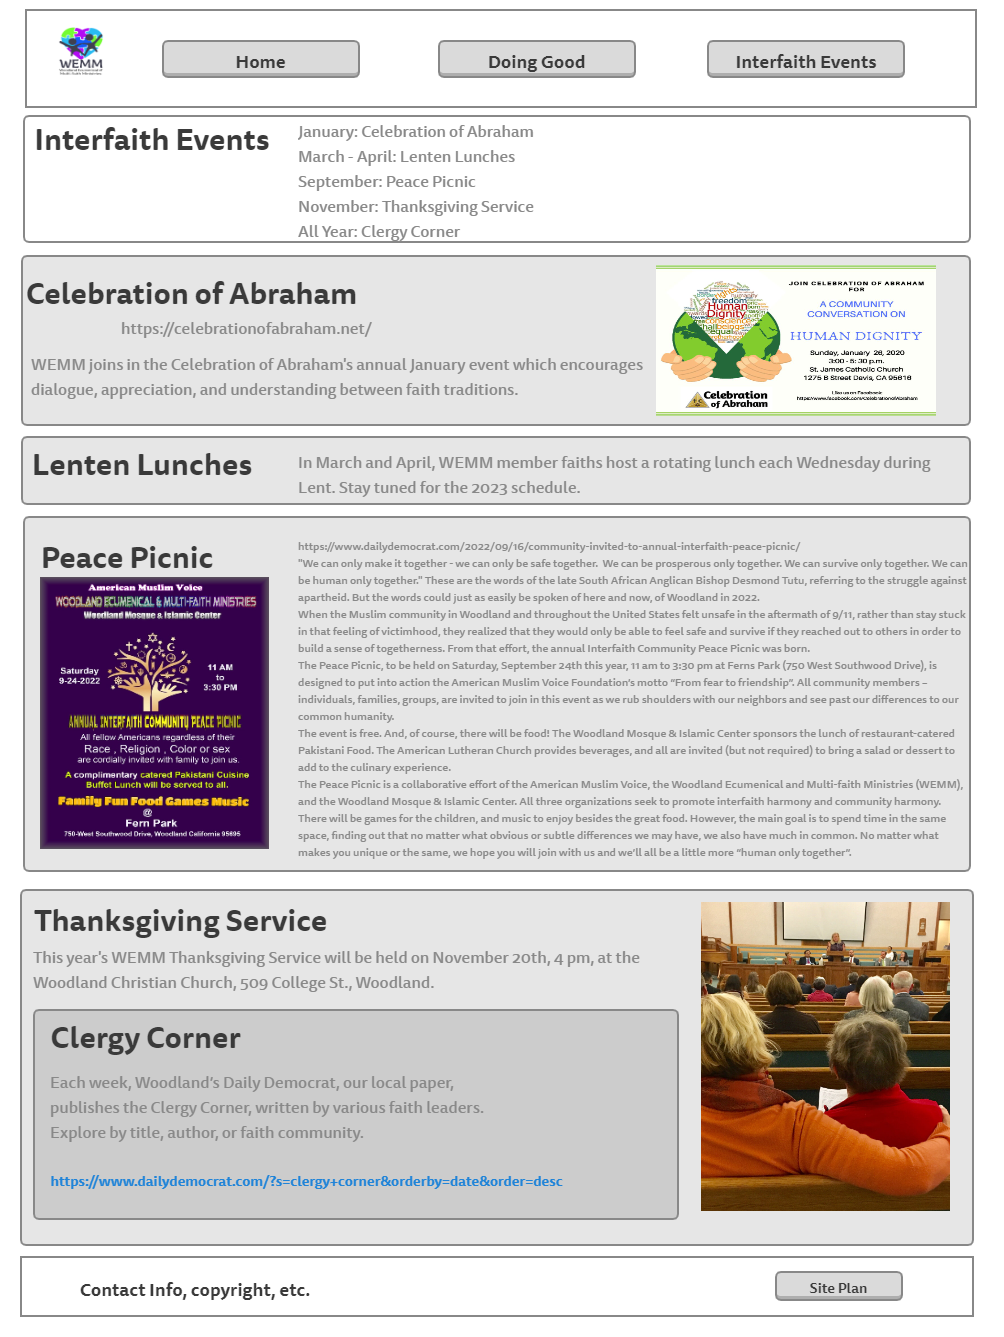 WEMM
Home
Doing Good
Interfaith Events
Interfaith Events
January: Celebration of Abraham
March - April: Lenten Lunches
September: Peace Picnic
November: Thanksgiving Service
All Year: Clergy Corner
Celebration of Abraham
https://celebrationofabraham.net/
WEMM joins in the Celebration of Abraham's annual January event which encourages
dialogue, appreciation, and understanding between faith traditions.
freedom
Human
Dignity
conscience
equal
Celebration
of Abraham
JOIN CELEBRATION OF ABRAHAM
FOR
A COMMUNITY
CONVERSATION ON
HUMAN DIGNITY
Sunday, January 26, 2020
3:00 - 5:30 p.m.
St. James Catholic Church
1275 B Street Davis, CA 95616
Like us on Facebook
https://www.facebook.com/CelebrationofAbraham
Lenten Lunches
In March and April, WEMM member faiths host a rotating lunch each Wednesday during
Lent. Stay tuned for the 2023 schedule.
Peace Picnic
American Muslim Voice
WOODLAND ECUMENICAL & MULTI-FAITH MINISTRIES
Woodland Mosque & Islamic Center
Saturday
9-24-2022
11 AM
to
3:30 PM
ANNUAL INTERFAITH COMMUNITY PEACE PICNIC
All fellow Americans regardless of their
Race , Religion , Color or sex
are cordially invited with family to join us.
A complimentary catered Pakistani Cuisine
Buffet Lunch will be served to all.
Family Fun Food Games Music
@
Fern Park
750-West Southwood Drive, Woodland California 95695
https://www.dailydemocrat.com/2022/09/16/community-invited-to-annual-interfaith-peace-picnic/
"We can only make it together - we can only be safe together.  We can be prosperous only together. We can survive only together. We can
be human only together." These are the words of the late South African Anglican Bishop Desmond Tutu, referring to the struggle against
apartheid. But the words could just as easily be spoken of here and now, of Woodland in 2022.
When the Muslim community in Woodland and throughout the United States felt unsafe in the aftermath of 9/11, rather than stay stuck
in that feeling of victimhood, they realized that they would only be able to feel safe and survive if they reached out to others in order to
build a sense of togetherness. From that effort, the annual Interfaith Community Peace Picnic was born.
The Peace Picnic, to be held on Saturday, September 24th this year, 11 am to 3:30 pm at Ferns Park (750 West Southwood Drive), is
designed to put into action the American Muslim Voice Foundation's motto "From fear to friendship". All community members –
individuals, families, groups, are invited to join in this event as we rub shoulders with our neighbors and see past our differences to our
common humanity.
The event is free. And, of course, there will be food! The Woodland Mosque & Islamic Center sponsors the lunch of restaurant-catered
Pakistani Food. The American Lutheran Church provides beverages, and all are invited (but not required) to bring a salad or dessert to
add to the culinary experience.
The Peace Picnic is a collaborative effort of the American Muslim Voice, the Woodland Ecumenical and Multi-faith Ministries (WEMM),
and the Woodland Mosque & Islamic Center. All three organizations seek to promote interfaith harmony and community harmony.
There will be games for the children, and music to enjoy besides the great food. However, the main goal is to spend time in the same
space, finding out that no matter what obvious or subtle differences we may have, we also have much in common. No matter what
makes you unique or the same, we hope you will join with us and we'll all be a little more "human only together".
Thanksgiving Service
This year's WEMM Thanksgiving Service will be held on November 20th, 4 pm, at the
Woodland Christian Church, 509 College St., Woodland.
Clergy Corner
Each week, Woodland's Daily Democrat, our local paper,
publishes the Clergy Corner, written by various faith leaders.
Explore by title, author, or faith community.
https://www.dailydemocrat.com/?s=clergy+corner&orderby=date&order=desc
Contact Info, copyright, etc.
Site Plan